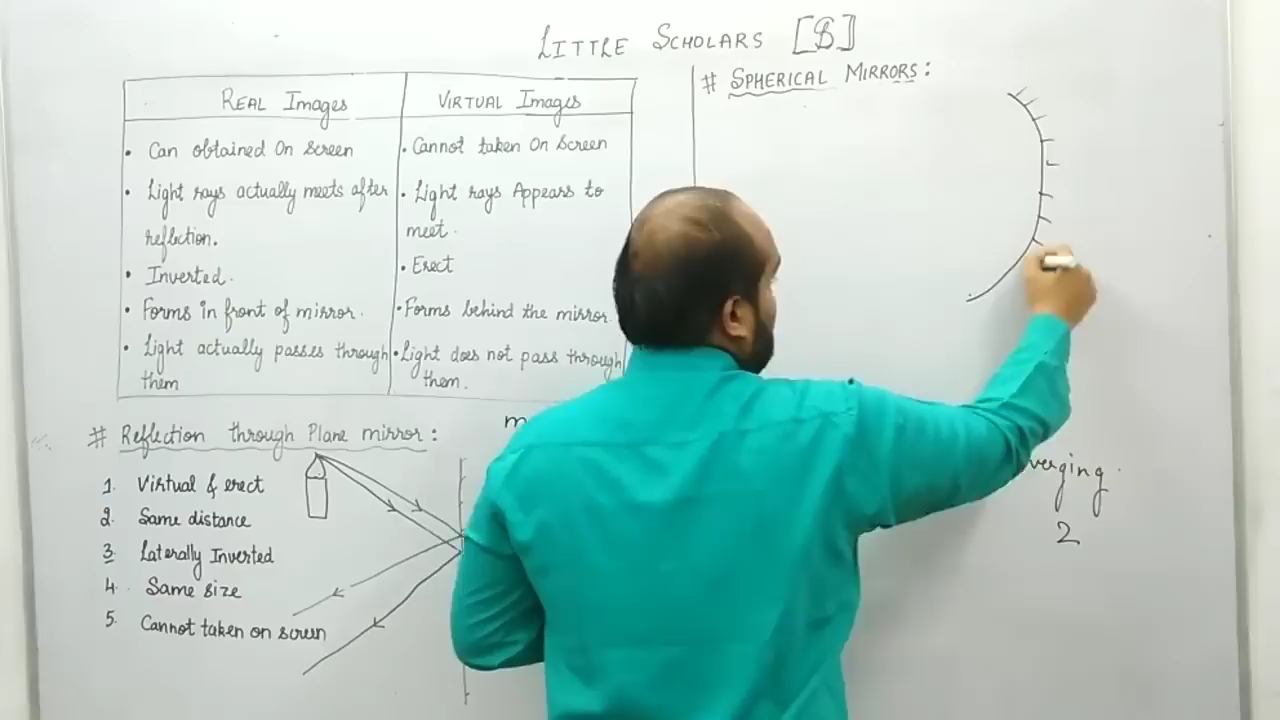 LITTLE SCHOLARS [$]
REAL Images
• Can obtained On Screen
• Light rays actually meets after
reflection.
• Inverted.
• Forms in front of mirror.
• Light actually passes through
them
VIRTUAL Images
• Cannot taken On Screen
• Light rays Appears to
meet.
• Erect
• Forms behind the mirror.
• Light does not pass through
them.
# Reflection through Plane mirror:
1. Virtual & erect
2. Same distance
3. Laterally Inverted
4. Same size
5. Cannot taken on screen
# SPHERICAL MIRRORS:
2